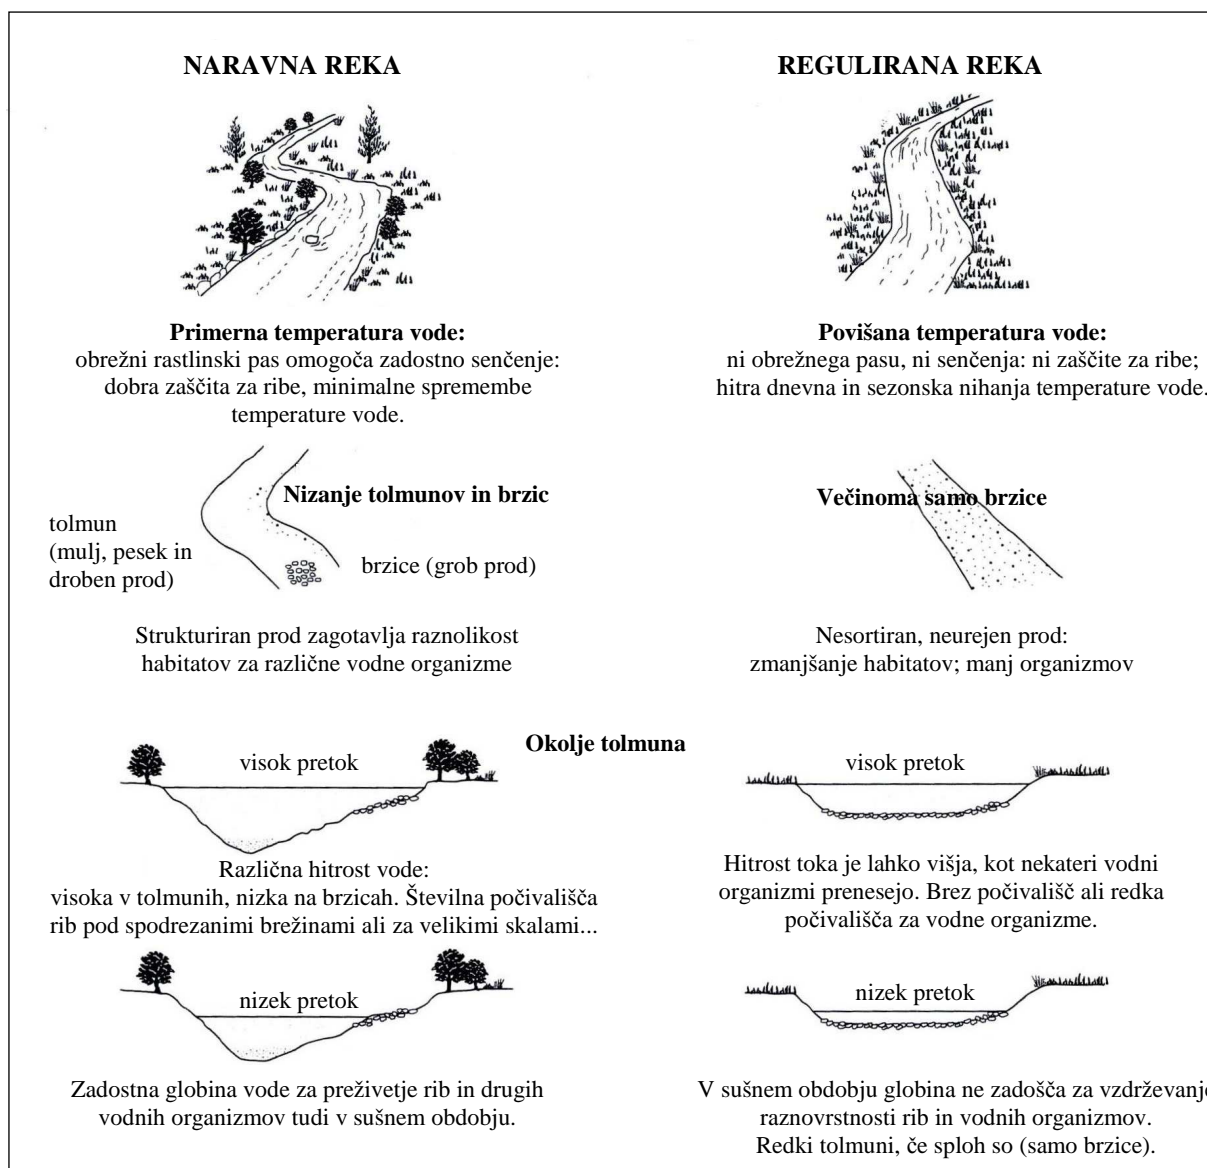 NARAVNA REKA
REGULIRANA REKA
Primerna temperatura vode:
obrežni rastlinski pas omogoča zadostno senčenje:
dobra zaščita za ribe, minimalne spremembe
temperature vode.
Povišana temperatura vode:
ni obrežnega pasu, ni senčenja: ni zaščite za ribe;
hitra dnevna in sezonska nihanja temperature vode.
Nizanje tolmunov in brzic
tolmun
(mulj, pesek in
droben prod)
brzice (grob prod)
Večinoma samo brzice
Strukturiran prod zagotavlja raznolikost
habitatov za različne vodne organizme
Nesortiran, neurejen prod:
zmanjšanje habitatov; manj organizmov
Okolje tolmuna
visok pretok
visok pretok
Različna hitrost vode:
visoka v tolmunih, nizka na brzicah. Številna počivališča
rib pod spodrezanimi brežinami ali za velikimi skalami...
Hitrost toka je lahko višja, kot nekateri vodni
organizmi prenesejo. Brez počivališč ali redka
počivališča za vodne organizme.
nizek pretok
nizek pretok
Zadostna globina vode za preživetje rib in drugih
vodnih organizmov tudi v sušnem obdobju.
V sušnem obdobju globina ne zadošča za vzdrževanje
raznovrstnosti rib in vodnih organizmov.
Redki tolmuni, če sploh so (samo brzice).